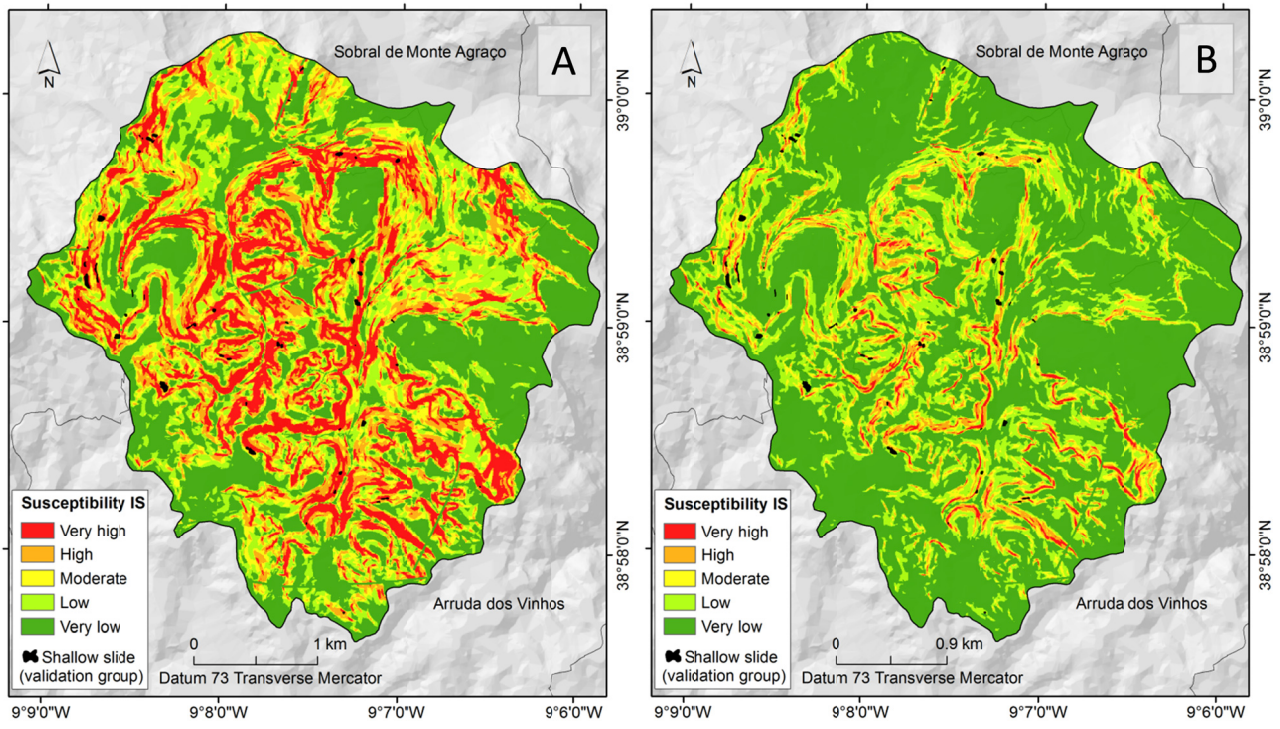 Sobral de Monte Agraço
A
N
39°0'0"N
38°59'0"N
38°58'0"N
Susceptibility IS
Very high
High
Moderate
Low
Very low
Shallow slide
(validation group)
Arruda dos Vinhos
0
1 km
Datum 73 Transverse Mercator
9°9'0"W
9°8'0"W
9°7'0"W
9°6'0"W
Sobral de Monte Agraço
B
N
39°0'0"N
38°59'0"N
38°58'0"N
Susceptibility IS
Very high
High
Moderate
Low
Very low
Shallow slide
(validation group)
Arruda dos Vinhos
0
0.9 km
Datum 73 Transverse Mercator
9°9'0"W
9°8'0"W
9°7'0"W
9°6'0"W